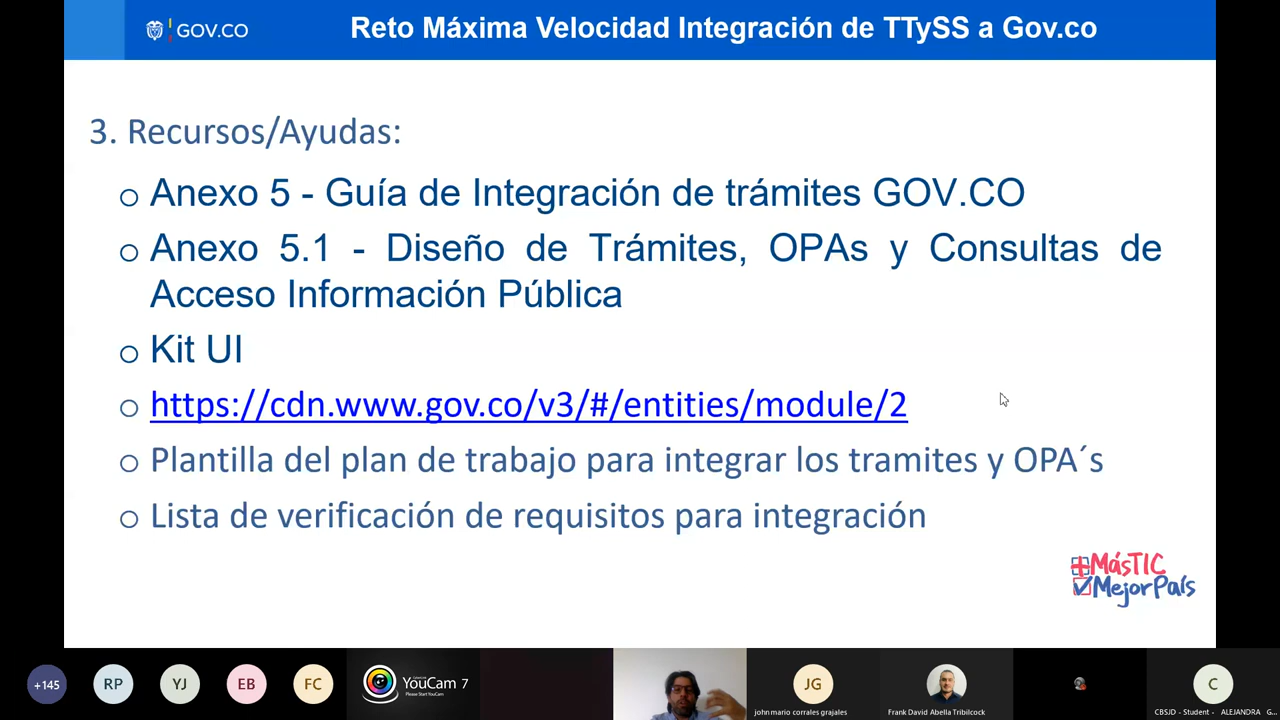 GOV.CO
Reto Máxima Velocidad Integración de TTySS a Gov.co
3. Recursos/Ayudas:
o Anexo 5 - Guía de Integración de trámites GOV.CO
o Anexo 5.1 - Diseño de Trámites, OPAs y Consultas de
Acceso Información Pública
o Kit UI
o https://cdn.www.gov.co/v3/#/entities/module/2
o Plantilla del plan de trabajo para integrar los tramites y OPA´s
o Lista de verificación de requisitos para integración
+MásTIC
MejorPaís
+145
RP
YJ
EB
FC
YouCam 7
Please Start YouCam
JG
john mario corrales grajales
Frank David Abella Tribilcock
C
CBSJD - Student - ALEJANDRA G...